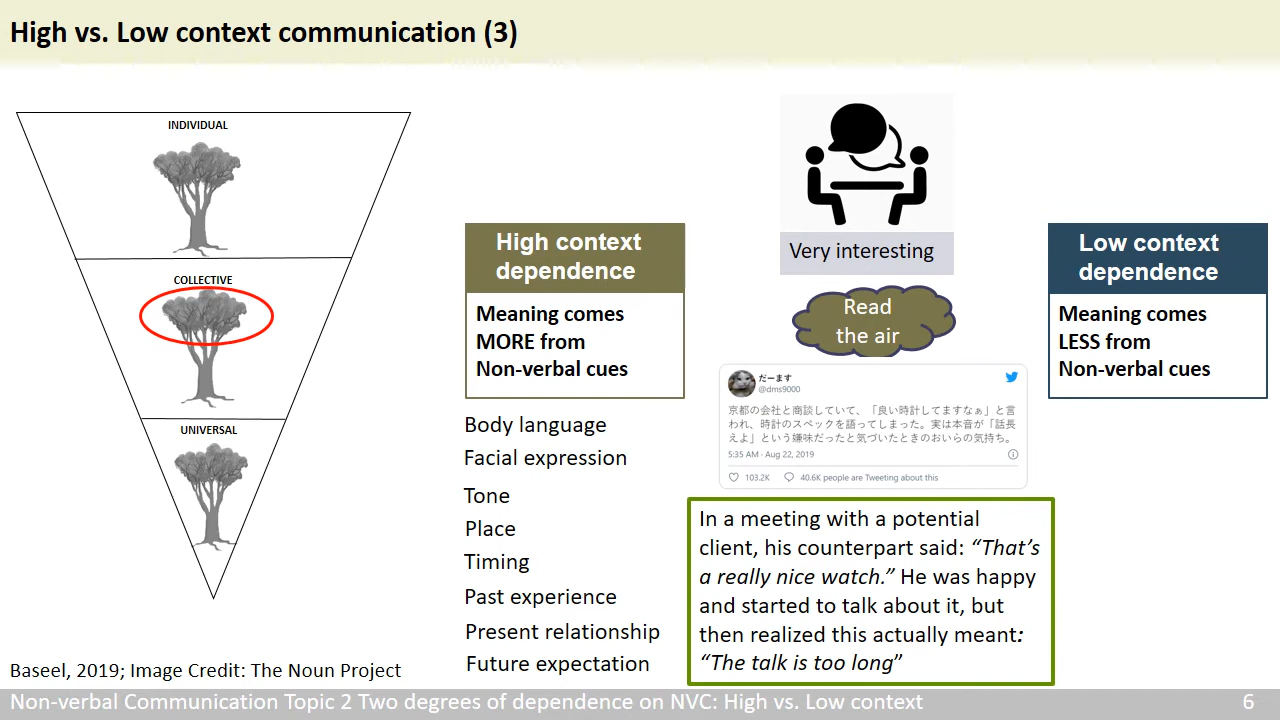 High vs. Low context communication (3)
INDIVIDUAL
COLLECTIVE
UNIVERSAL
Baseel, 2019; Image Credit: The Noun Project
High context
dependence
Meaning comes
MORE from
Non-verbal cues
Body language
Facial expression
Tone
Place
Timing
Past experience
Present relationship
Future expectation
Very interesting
Read
the air
だーます
@dms9000
京都の会社と商談していて、「良い時計してますなぁ」と言
われ、時計のスペックを語ってしまった。実は本音が「話長
えよ」という嫌味だったと気づいたときのおいらの気持ち。
5:35 AM · Aug 22, 2019
103.2K
40.6K people are Tweeting about this
In a meeting with a potential
client, his counterpart said: “That’s
a really nice watch.” He was happy
and started to talk about it, but
then realized this actually meant:
“The talk is too long”
Low context
dependence
Meaning comes
LESS from
Non-verbal cues
Non-verbal Communication Topic 2 Two degrees of dependence on NVC: High vs. Low context
6